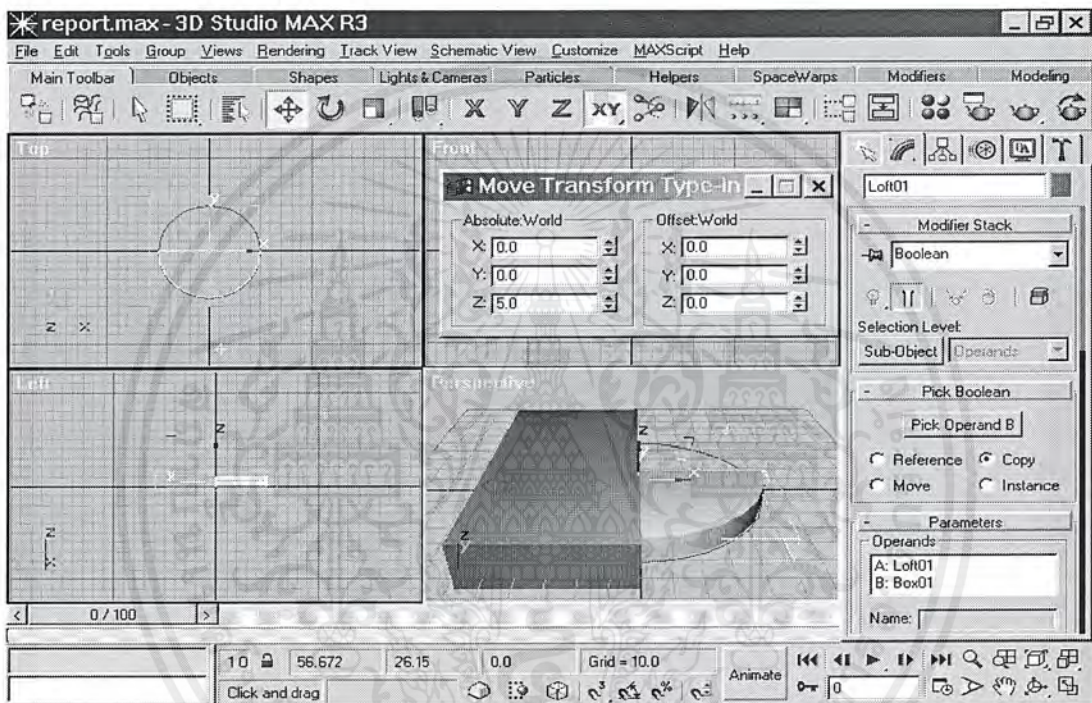 report.max - 3D Studio MAX R3
File Edit Tools Group Views Rendering Track View Schematic View Customize MAXScript Help
Main Toolbar Objects Shapes Lights & Cameras Particles Helpers SpaceWarps Modifiers Modeling
X Y Z XY
Top
y
x
z x
Front
Move Transform Type-In
Absolute:World
X: 0.0
Y: 0.0
Z: 5.0
Offset:World
X: 0.0
Y: 0.0
Z: 0.0
Left
z
y
z
Perspective
z
x
z
Loft01
- Modifier Stack
Boolean
Selection Level:
Sub-Object Operands
- Pick Boolean
Pick Operand B
Reference Copy
Move Instance
- Parameters
Operands
A: Loft01
B: Box01
Name:
< 0 / 100 >
1 0 56.672 26.15 0.0 Grid = 10.0
Click and drag
Animate
0